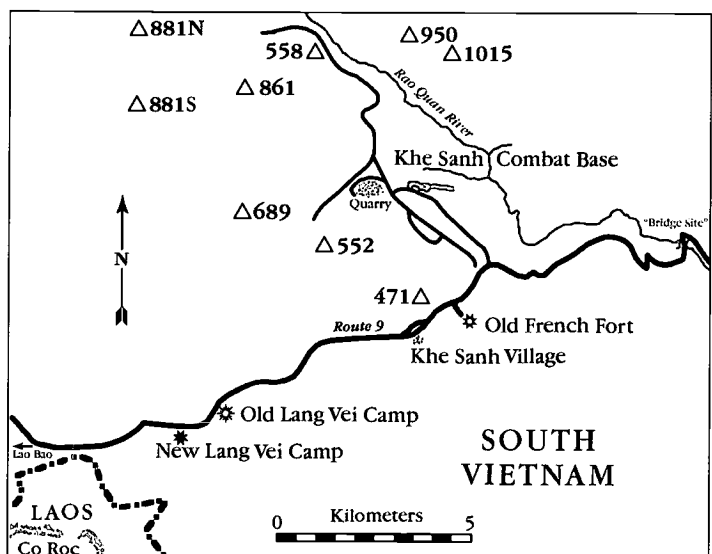 881N
558
950
1015
861
881S
Rao Quan River
Khe Sanh Combat Base
Quarry
689
"Bridge Site"
552
N
471
Route 9
Old French Fort
Khe Sanh Village
Old Lang Vei Camp
New Lang Vei Camp
Lao Bao
SOUTH
VIETNAM
LAOS
Co Roc
0 Kilometers 5